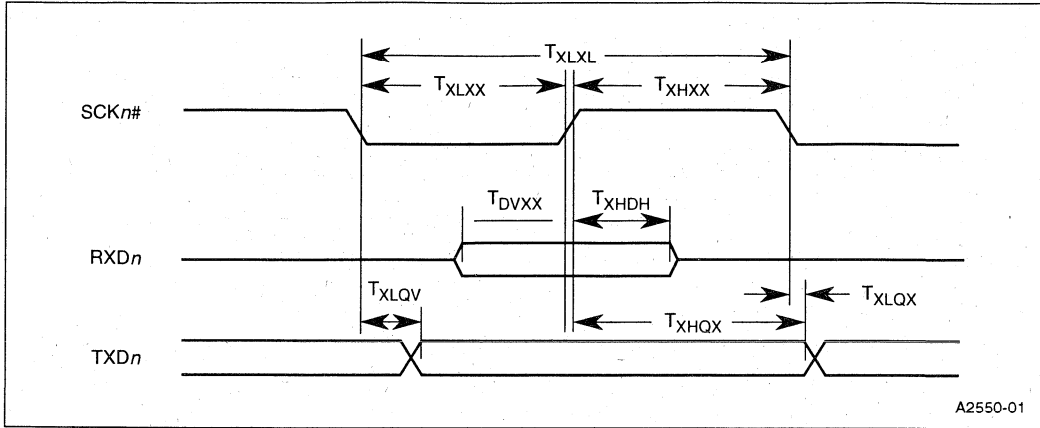 TXLXL
TXLXX TXHXX
SCKn#
TDVXX TXHDH
RXDn
TXLQV TXLQX
TXHQX
TXDn
A2550-01